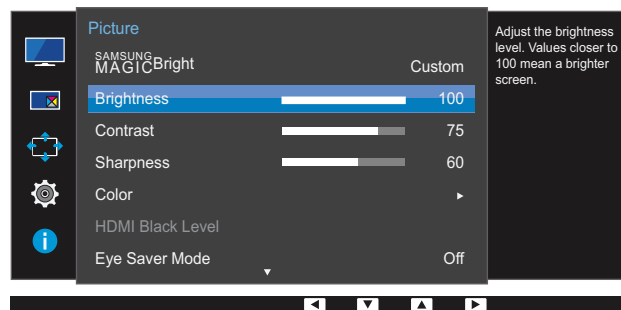 Picture
SAMSUNG
MAGICBright Custom
Brightness 100
Contrast 75
Sharpness 60
Color
HDMI Black Level
Eye Saver Mode Off
Adjust the brightness
level. Values closer to
100 mean a brighter
screen.